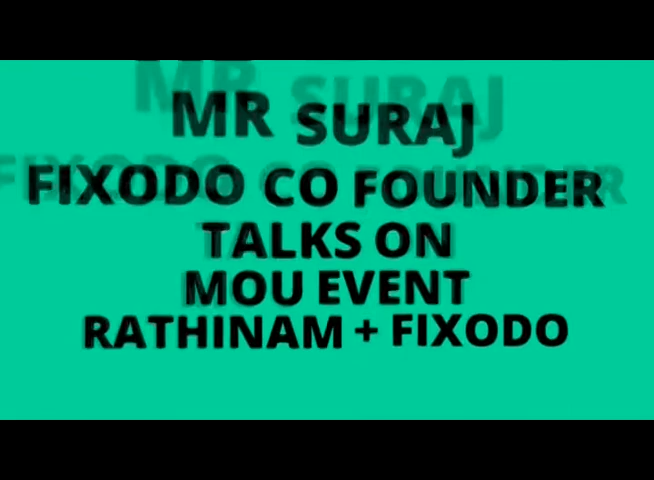 MR SURAJ
FIXODO CO FOUNDER
TALKS ON
MOU EVENT
RATHINAM + FIXODO